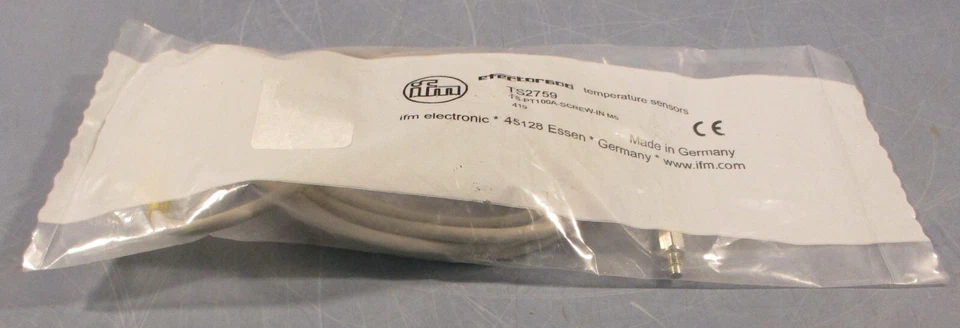 ifm efector600 temperature sensors
TS2759
TS-PT100A-SCREW-IN M5
419
CE
ifm electronic * 45128 Essen * Germany * www.ifm.com
Made in Germany